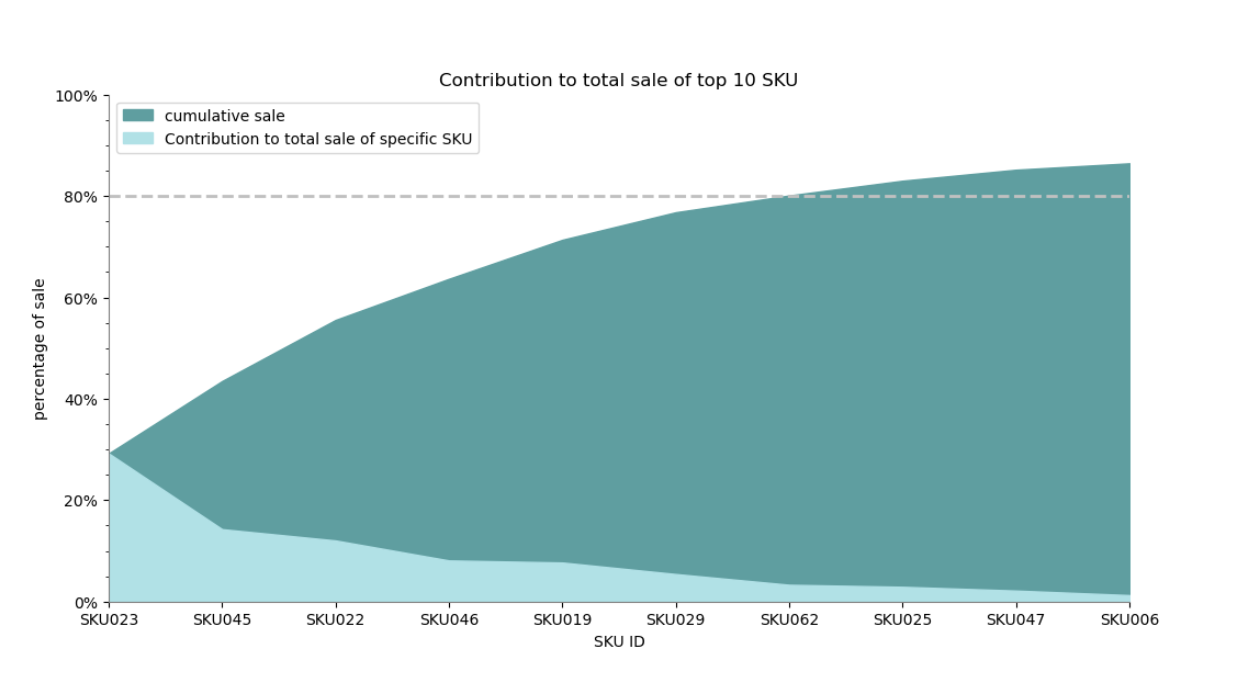 Contribution to total sale of top 10 SKU
100%
cumulative sale
Contribution to total sale of specific SKU
80%
60%
percentage of sale
40%
20%
0%
SKU023 SKU045 SKU022 SKU046 SKU019 SKU029 SKU062 SKU025 SKU047 SKU006
SKU ID